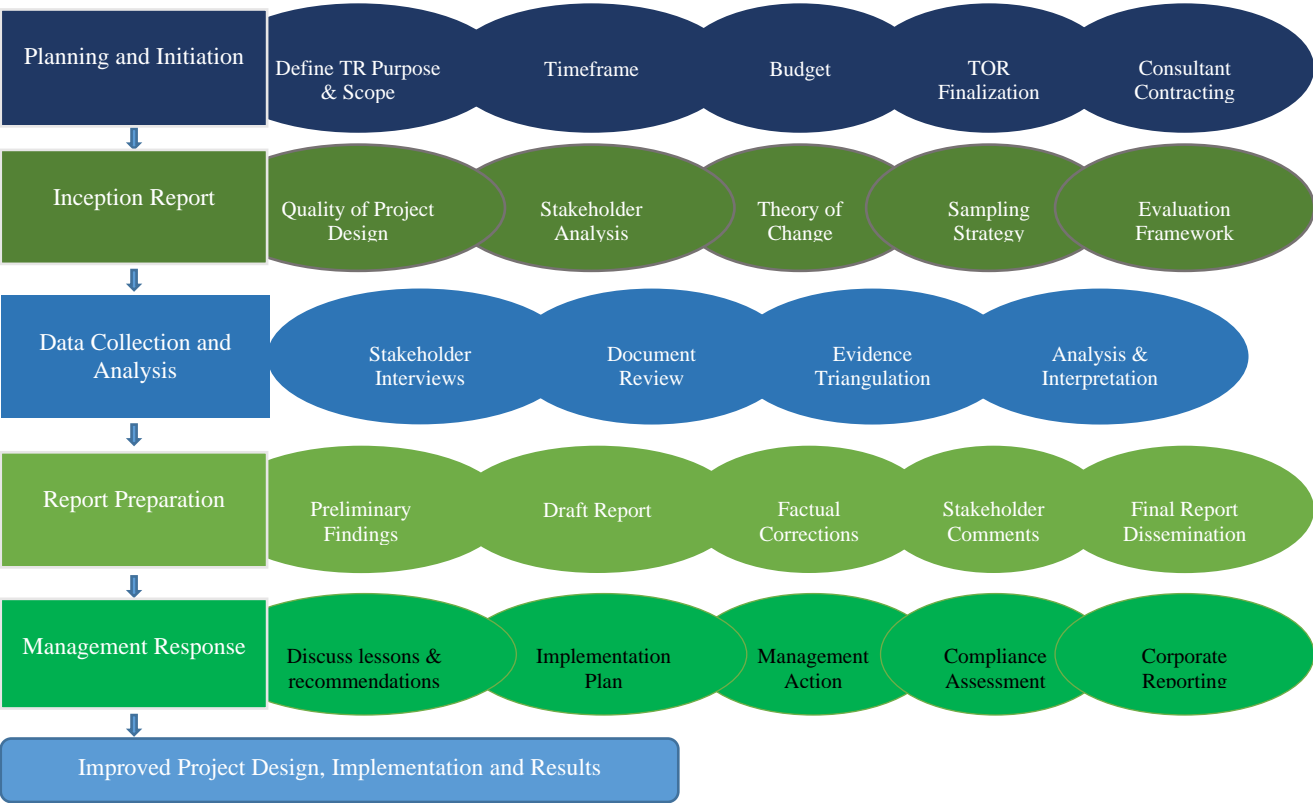 Planning and Initiation
Define TR Purpose
& Scope
Timeframe
Budget
TOR
Finalization
Consultant
Contracting
Inception Report
Quality of Project
Design
Stakeholder
Analysis
Theory of
Change
Sampling
Strategy
Evaluation
Framework
Data Collection and
Analysis
Stakeholder
Interviews
Document
Review
Evidence
Triangulation
Analysis &
Interpretation
Report Preparation
Preliminary
Findings
Draft Report
Factual
Corrections
Stakeholder
Comments
Final Report
Dissemination
Management Response
Discuss lessons &
recommendations
Implementation
Plan
Management
Action
Compliance
Assessment
Corporate
Reporting
Improved Project Design, Implementation and Results